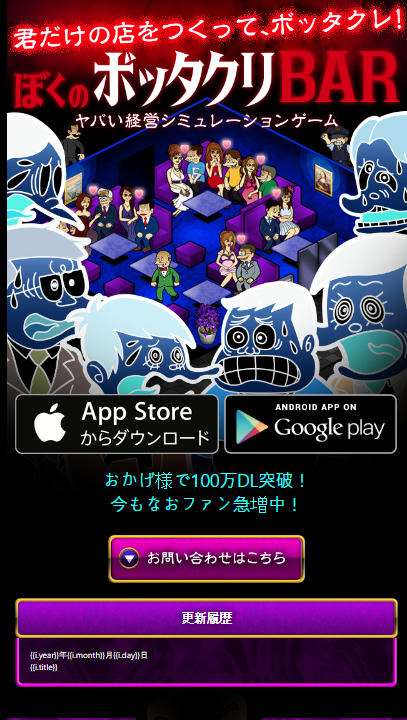 君だけの店をつくって、ボッタクレ!
ぼくのボッタクリBAR
ヤバい経営シミュレーションゲーム
App Store
からダウンロード
ANDROID APP ON
Google play
おかげ様で100万DL突破！
今もなおファン急増中！
お問い合わせはこちら
更新履歴
{{i.year}}年{{i.month}}月{{i.day}}日
{{i.title}}